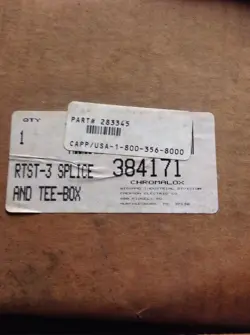 PART# 283345
CAPP/USA-1-800-356-8000
QTY
1
RTST-3 SPLICE
AND TEE-BOX
384171
CHROMALOX